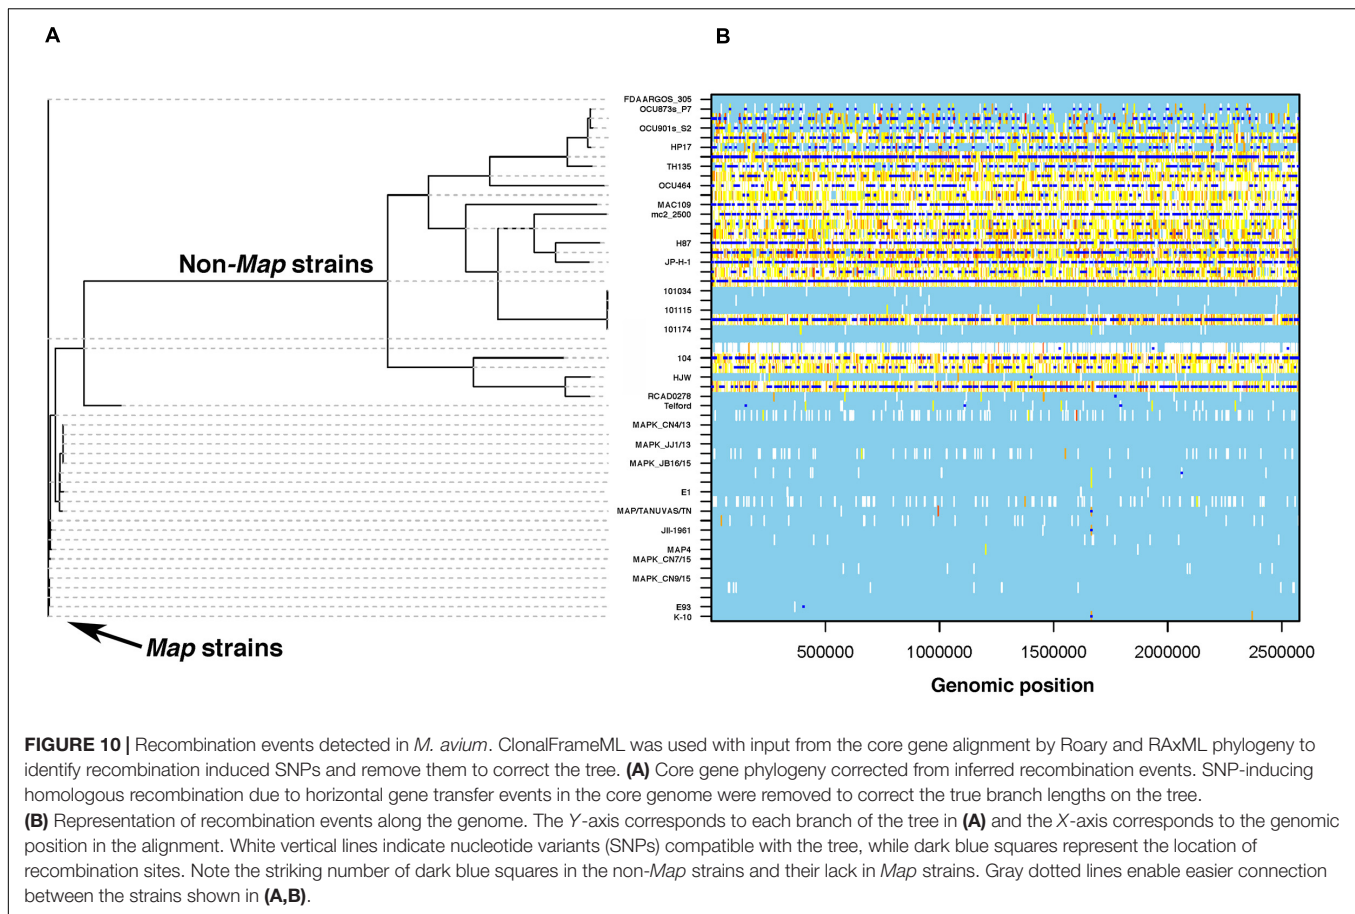 A
B
FDAARGOS_305
OCU873s_P7
OCU901s_S2
HP17
TH135
OCU464
MAC109
mc2_2500
H87
JP-H-1
101034
101115
101174
104
HJW
RCAD0278
Telford
MAPK_CN4/13
MAPK_JJ1/13
MAPK_JB16/15
E1
MAP/TANUVAS/TN
JII-1961
MAP4
MAPK_CN7/15
MAPK_CN9/15
E93
K-10
Non-Map strains
Map strains
500000 1000000 1500000 2000000 2500000
Genomic position
FIGURE 10 | Recombination events detected in M. avium. ClonalFrameML was used with input from the core gene alignment by Roary and RAxML phylogeny to
identify recombination induced SNPs and remove them to correct the tree. (A) Core gene phylogeny corrected from inferred recombination events. SNP-inducing
homologous recombination due to horizontal gene transfer events in the core genome were removed to correct the true branch lengths on the tree.
(B) Representation of recombination events along the genome. The Y-axis corresponds to each branch of the tree in (A) and the X-axis corresponds to the genomic
position in the alignment. White vertical lines indicate nucleotide variants (SNPs) compatible with the tree, while dark blue squares represent the location of
recombination sites. Note the striking number of dark blue squares in the non-Map strains and their lack in Map strains. Gray dotted lines enable easier connection
between the strains shown in (A,B).